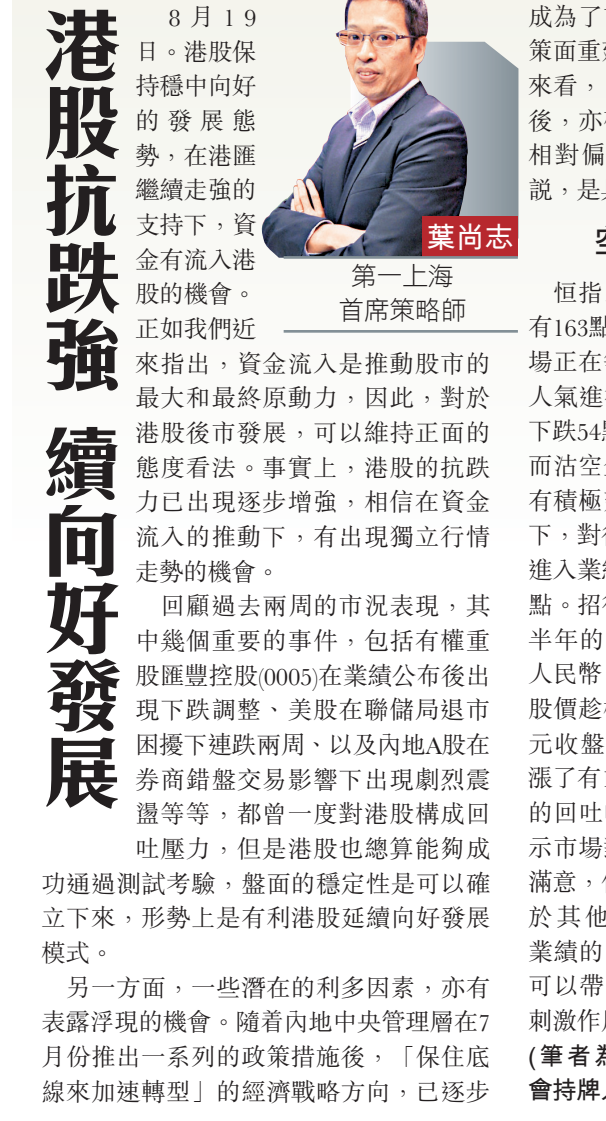 港股抗跌強 續向好發展
8月19
日。港股保
持穩中向好
的發展態
勢，在港匯
繼續走強的
支持下，資
金有流入港
股的機會。
正如我們近
來指出，資金流入是推動股市的
最大和最終原動力，因此，對於
港股後市發展，可以維持正面的
態度看法。事實上，港股的抗跌
力已出現逐步增強，相信在資金
流入的推動下，有出現獨立行情
走勢的機會。
回顧過去兩周的市況表現，其
中幾個重要的事件，包括有權重
股匯豐控股(0005)在業績公布後出
現下跌調整、美股在聯儲局退市
困擾下連跌兩周、以及內地A股在
券商錯盤交易影響下出現劇烈震
盪等等，都曾一度對港股構成回
吐壓力，但是港股也總算能夠成
功通過測試考驗，盤面的穩定性是可以確
立下來，形勢上是有利港股延續向好發展
模式。
另一方面，一些潛在的利多因素，亦有
表露浮現的機會。隨着內地中央管理層在7
月份推出一系列的政策措施後，「保住底
線來加速轉型」的經濟戰略方向，已逐步
葉尚志
第一上海
首席策略師
成為了
策面重
來看，
後，亦
相對偏
説，是
恒指
有163點
場正在
人氣進
下跌54點
而沽空
有積極
下，對後
進入業績
點。招
半年的
人民幣
股價趁
元收盤
漲了有
的回吐
示市場
滿意，
於其他
業績的
可以帶
刺激作
(筆者為
會持牌人